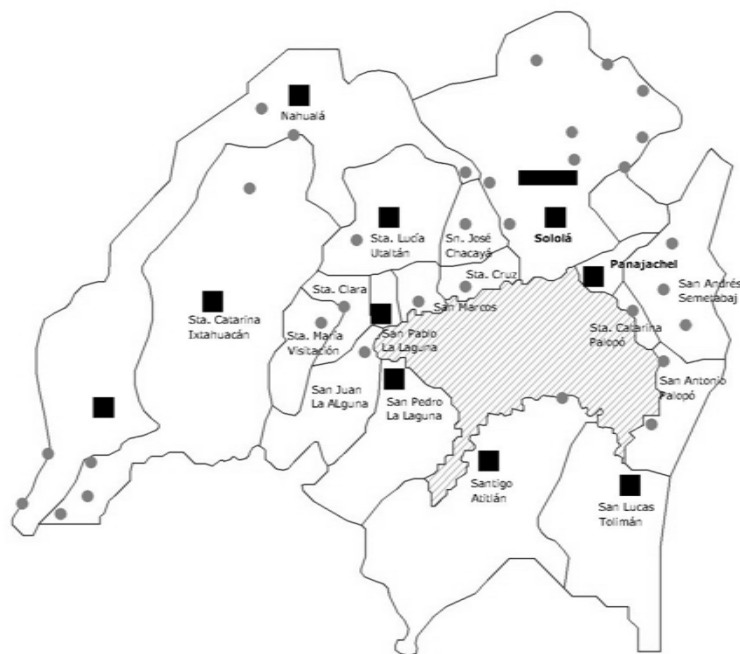 Nahualá
Sta. Lucía
Utaltán
Sn. José
Chacayá
Sololá
Panajachel
San Andrés
Semetabaj
Sta. Cruz
Sta. Clara
San Marcos
Sta. Catarina
Ixtahuacán
Sta. María
Visitación
San Pablo
La Laguna
Sta. Catarina
Palopó
San Juan
La ALguna
San Pedro
La Laguna
San Antonio
Palopó
Santigo
Atitlán
San Lucas
Tolimán